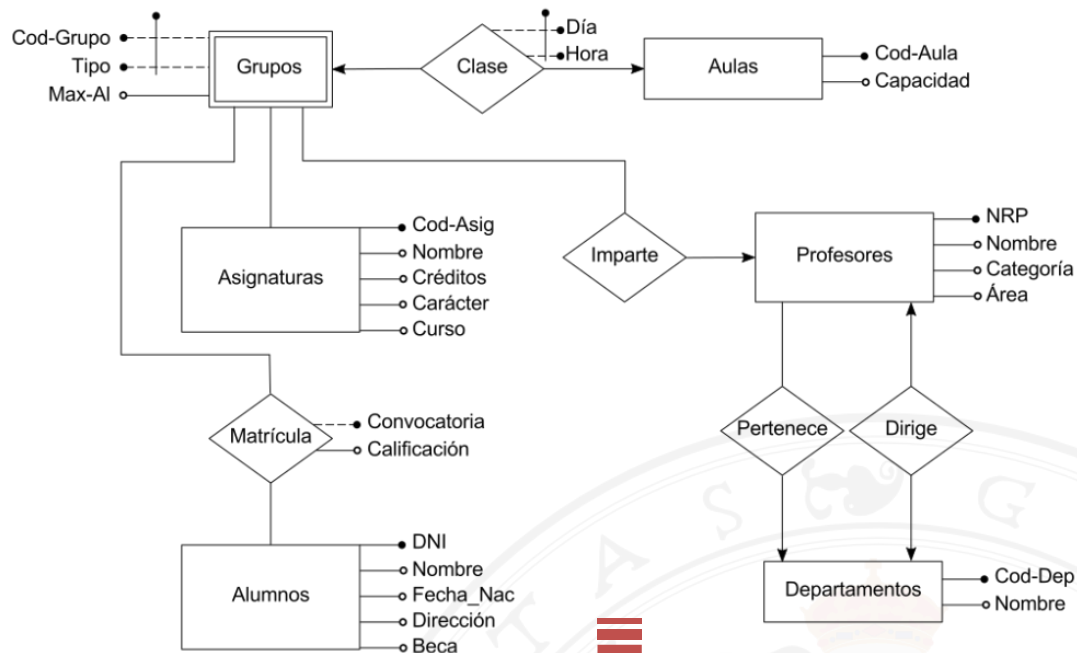 Cod-Grupo
Tipo
Max-Al
Grupos
Clase
Día
Hora
Aulas
Cod-Aula
Capacidad
Asignaturas
Cod-Asig
Nombre
Créditos
Carácter
Curso
Imparte
Profesores
NRP
Nombre
Categoría
Área
Matrícula
Convocatoria
Calificación
Pertenece
Dirige
Alumnos
DNI
Nombre
Fecha_Nac
Dirección
Beca
Departamentos
Cod-Dep
Nombre
T A S G